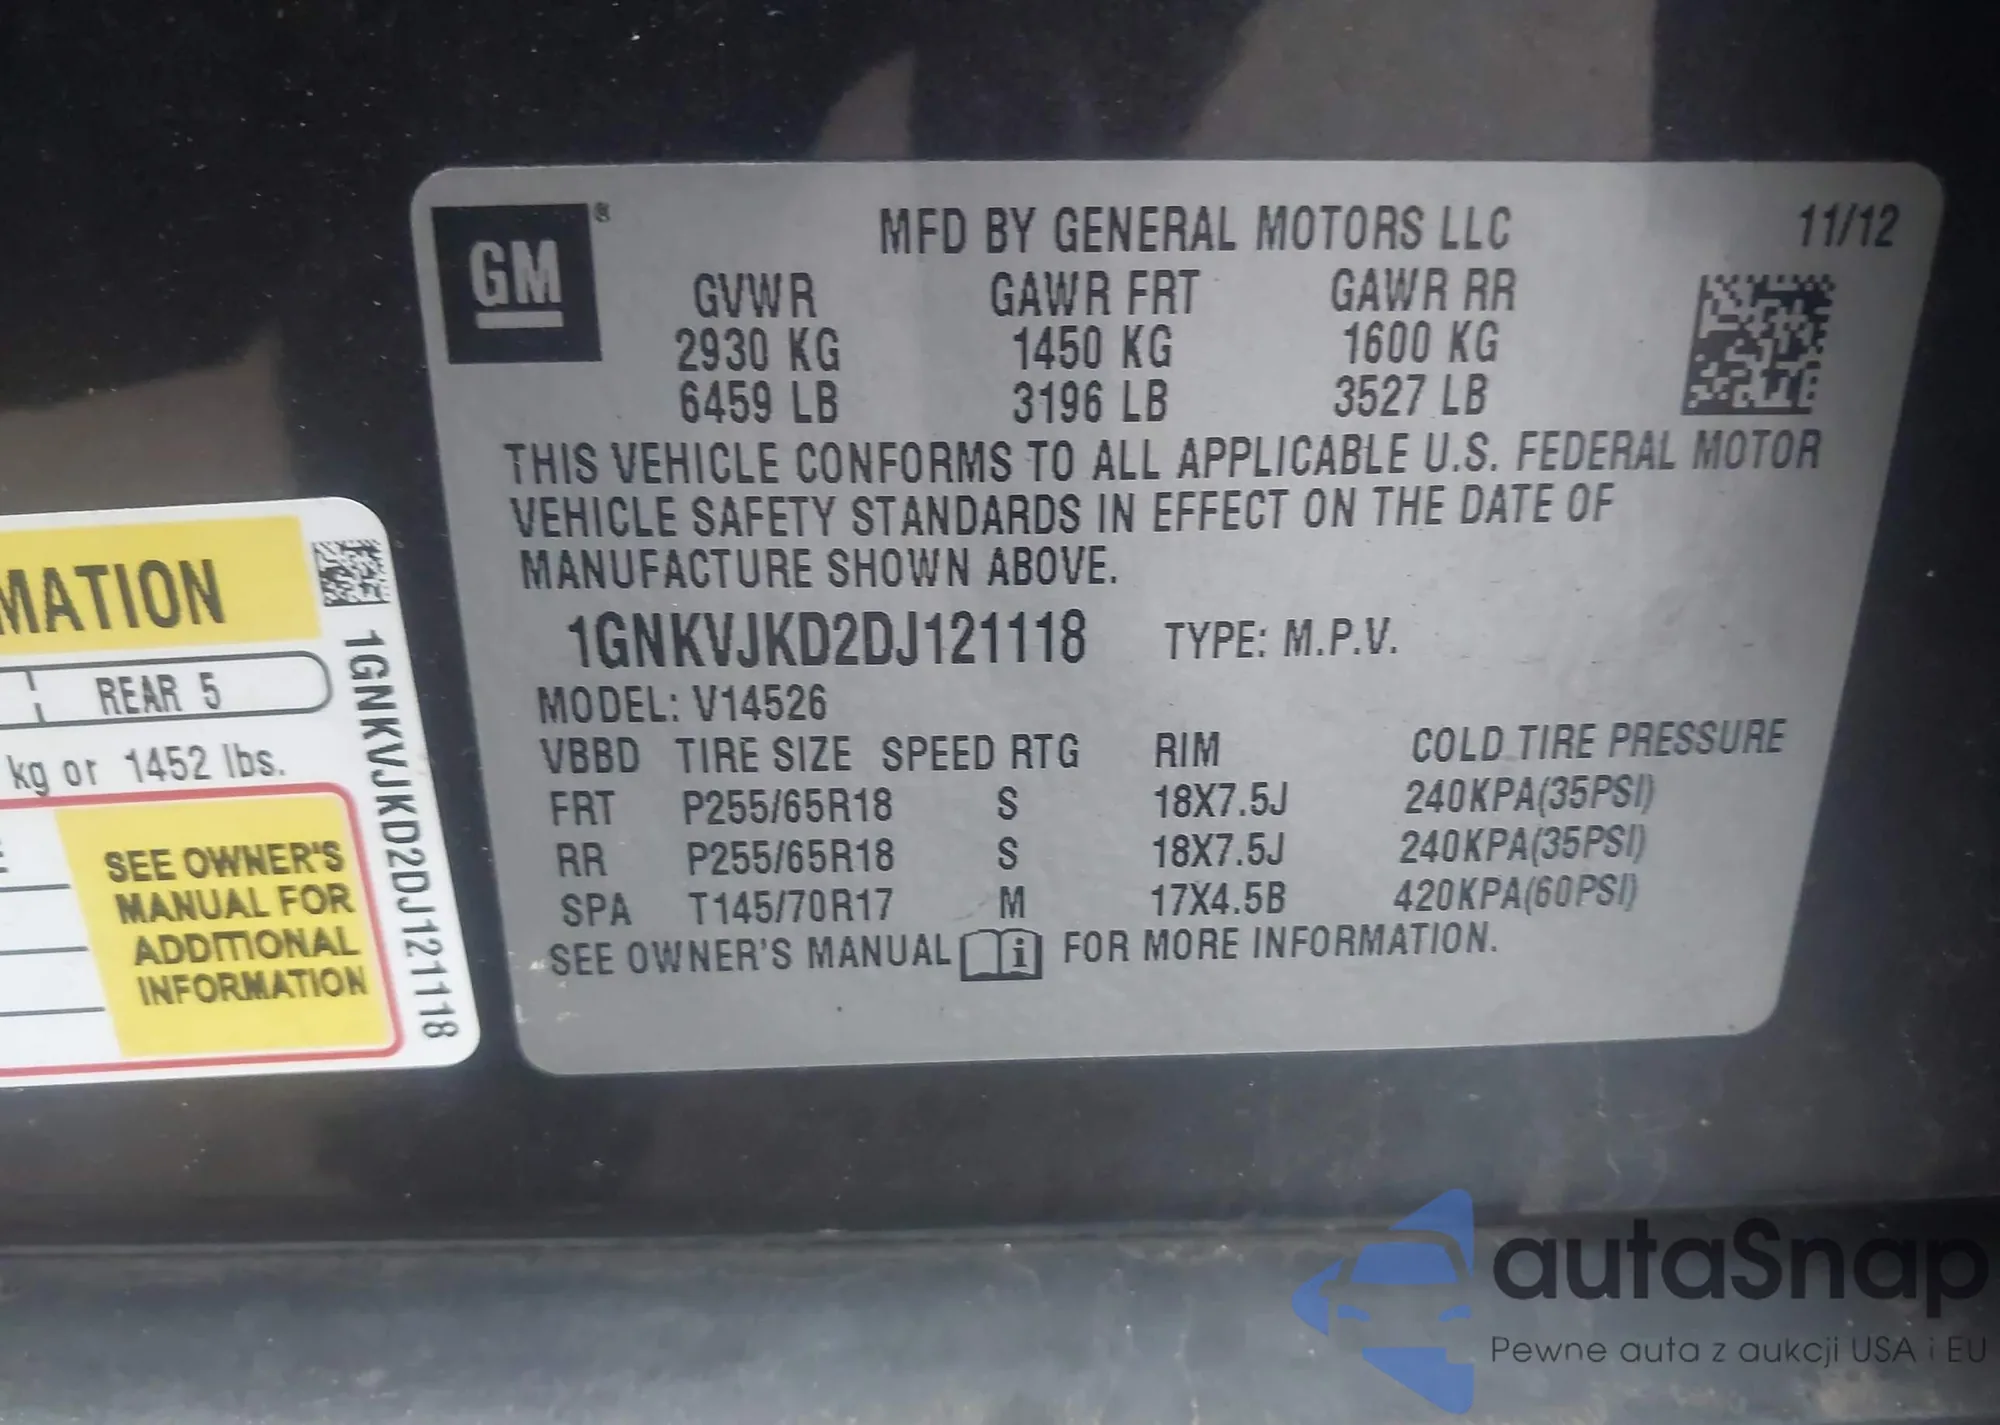 GM ®
MFD BY GENERAL MOTORS LLC 11/12
GVWR GAWR FRT GAWR RR
2930 KG 1450 KG 1600 KG
6459 LB 3196 LB 3527 LB
THIS VEHICLE CONFORMS TO ALL APPLICABLE U.S. FEDERAL MOTOR
VEHICLE SAFETY STANDARDS IN EFFECT ON THE DATE OF
MANUFACTURE SHOWN ABOVE.
1GNKVJKD2DJ121118 TYPE: M.P.V.
MODEL: V14526
VBBD TIRE SIZE SPEED RTG RIM COLD TIRE PRESSURE
FRT P255/65R18 S 18X7.5J 240KPA(35PSI)
RR P255/65R18 S 18X7.5J 240KPA(35PSI)
SPA T145/70R17 M 17X4.5B 420KPA(60PSI)
SEE OWNER'S MANUAL i FOR MORE INFORMATION.
MATION
REAR 5
kg or 1452 lbs.
SEE OWNER'S
MANUAL FOR
ADDITIONAL
INFORMATION
1GNKVJKD2DJ121118
autaSnap
Pewne auta z aukcji USA i EU